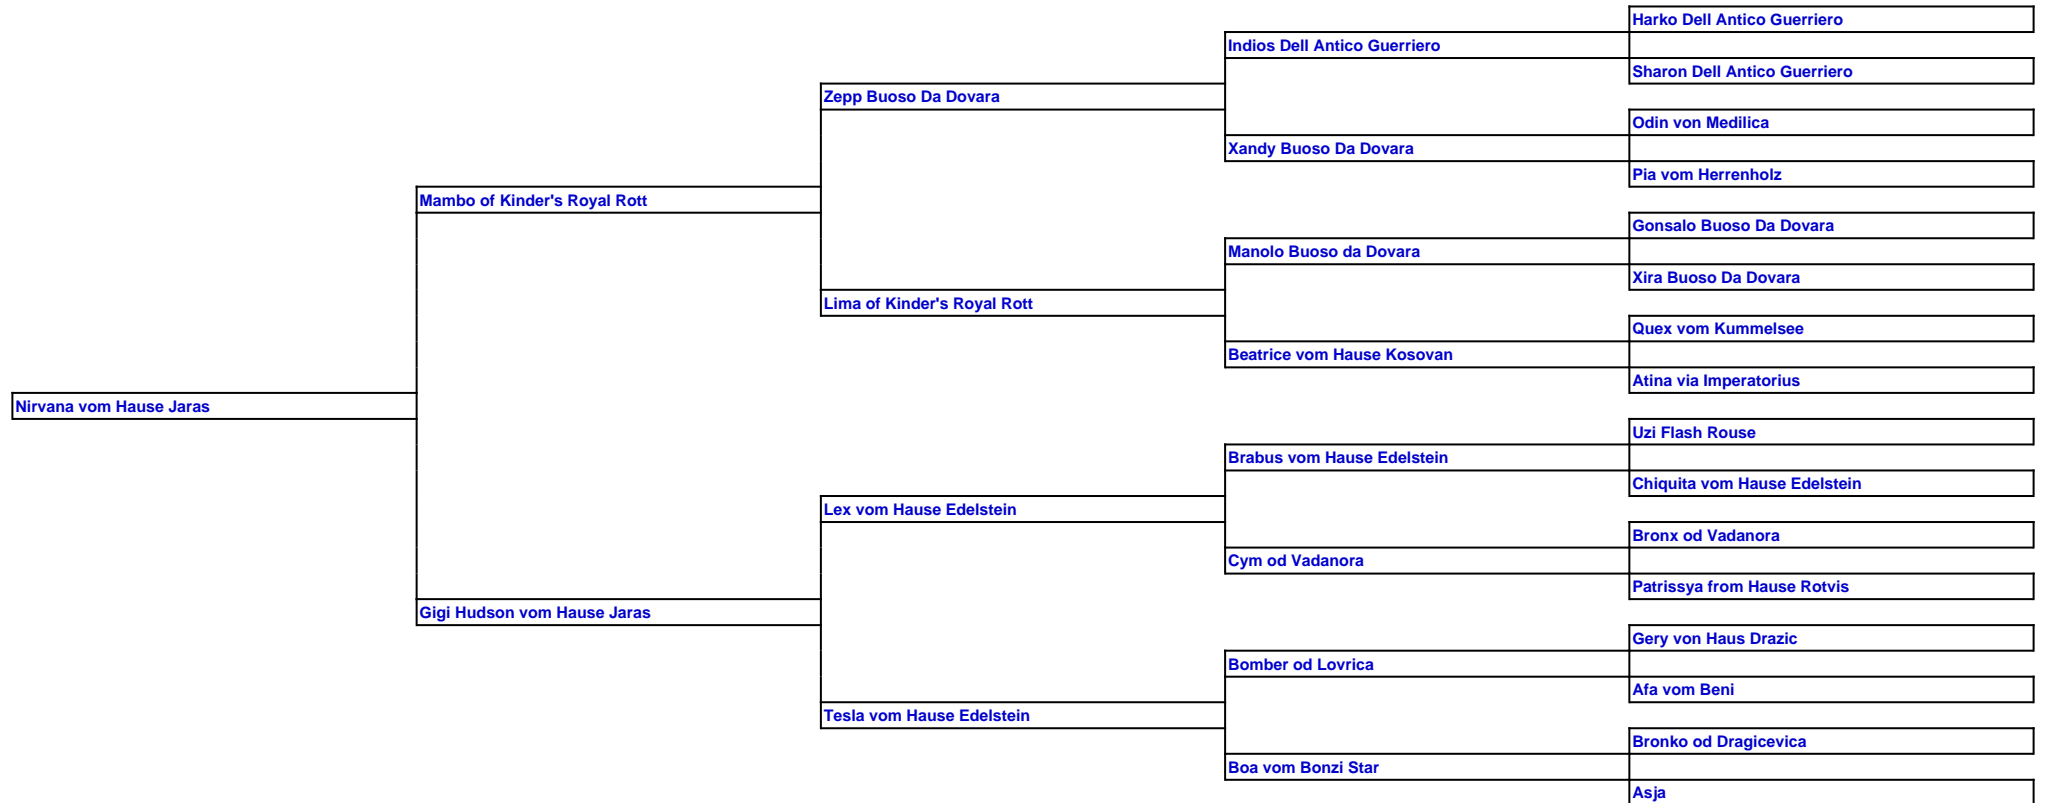 Harko Dell Antico Guerriero
Indios Dell Antico Guerriero
Sharon Dell Antico Guerriero
Zepp Buoso Da Dovara
Odin von Medilica
Xandy Buoso Da Dovara
Pia vom Herrenholz
Mambo of Kinder's Royal Rott
Gonsalo Buoso Da Dovara
Manolo Buoso da Dovara
Xira Buoso Da Dovara
Lima of Kinder's Royal Rott
Quex vom Kummelsee
Beatrice vom Hause Kosovan
Atina via Imperatorius
Nirvana vom Hause Jaras
Uzi Flash Rouse
Brabus vom Hause Edelstein
Chiquita vom Hause Edelstein
Lex vom Hause Edelstein
Bronx od Vadanora
Cym od Vadanora
Patrissya from Hause Rotvis
Gigi Hudson vom Hause Jaras
Gery von Haus Drazic
Bomber od Lovrica
Afa vom Beni
Tesla vom Hause Edelstein
Bronko od Dragicevica
Boa vom Bonzi Star
Asja